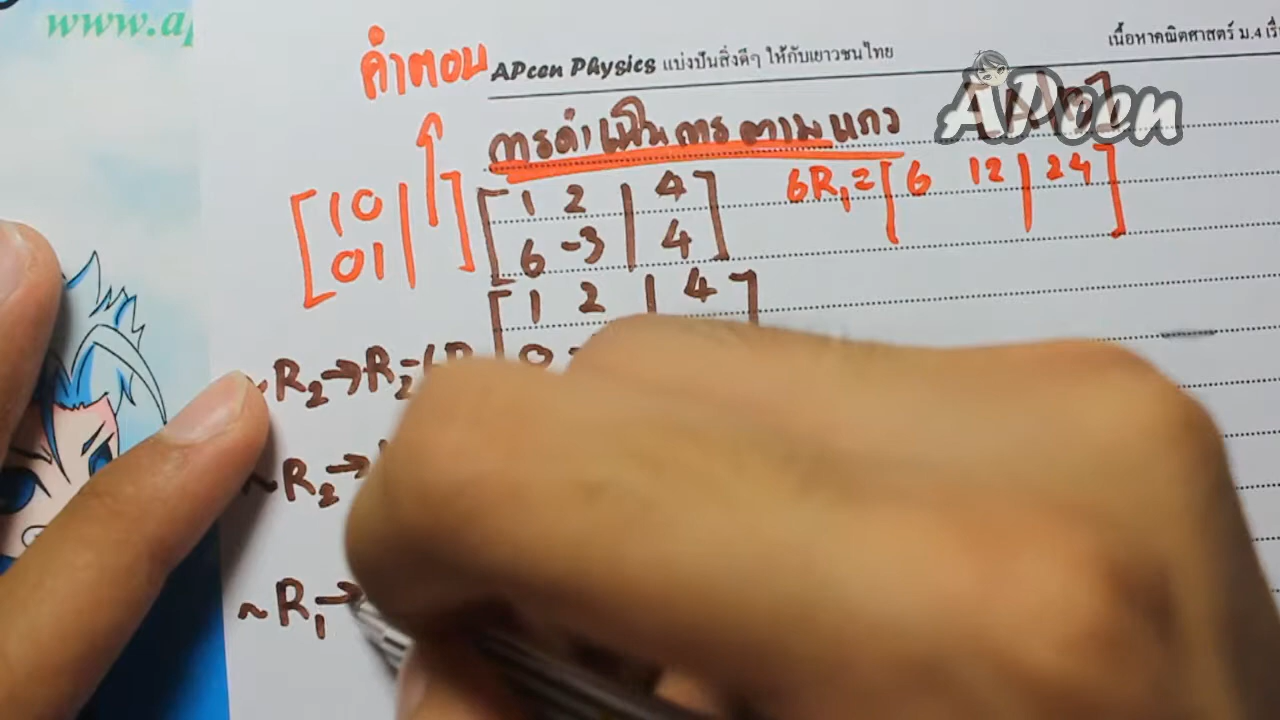 www.ap
คำตอบ
APcen Physics แบ่งปันสิ่งดีๆ ให้กับเยาวชนไทย
เนื้อหาคณิตศาสตร์ ม.4 เรื่
APcen
การดำเนินการตามแถว
[1 0 |
0 1 | ]
[1 2 | 4
6 -3 | 4]
6R₁ = [6 12 | 24 ]
[1 2 | 4 ]
~R₂→R₂-6R
0
~R₂→
~R₁→